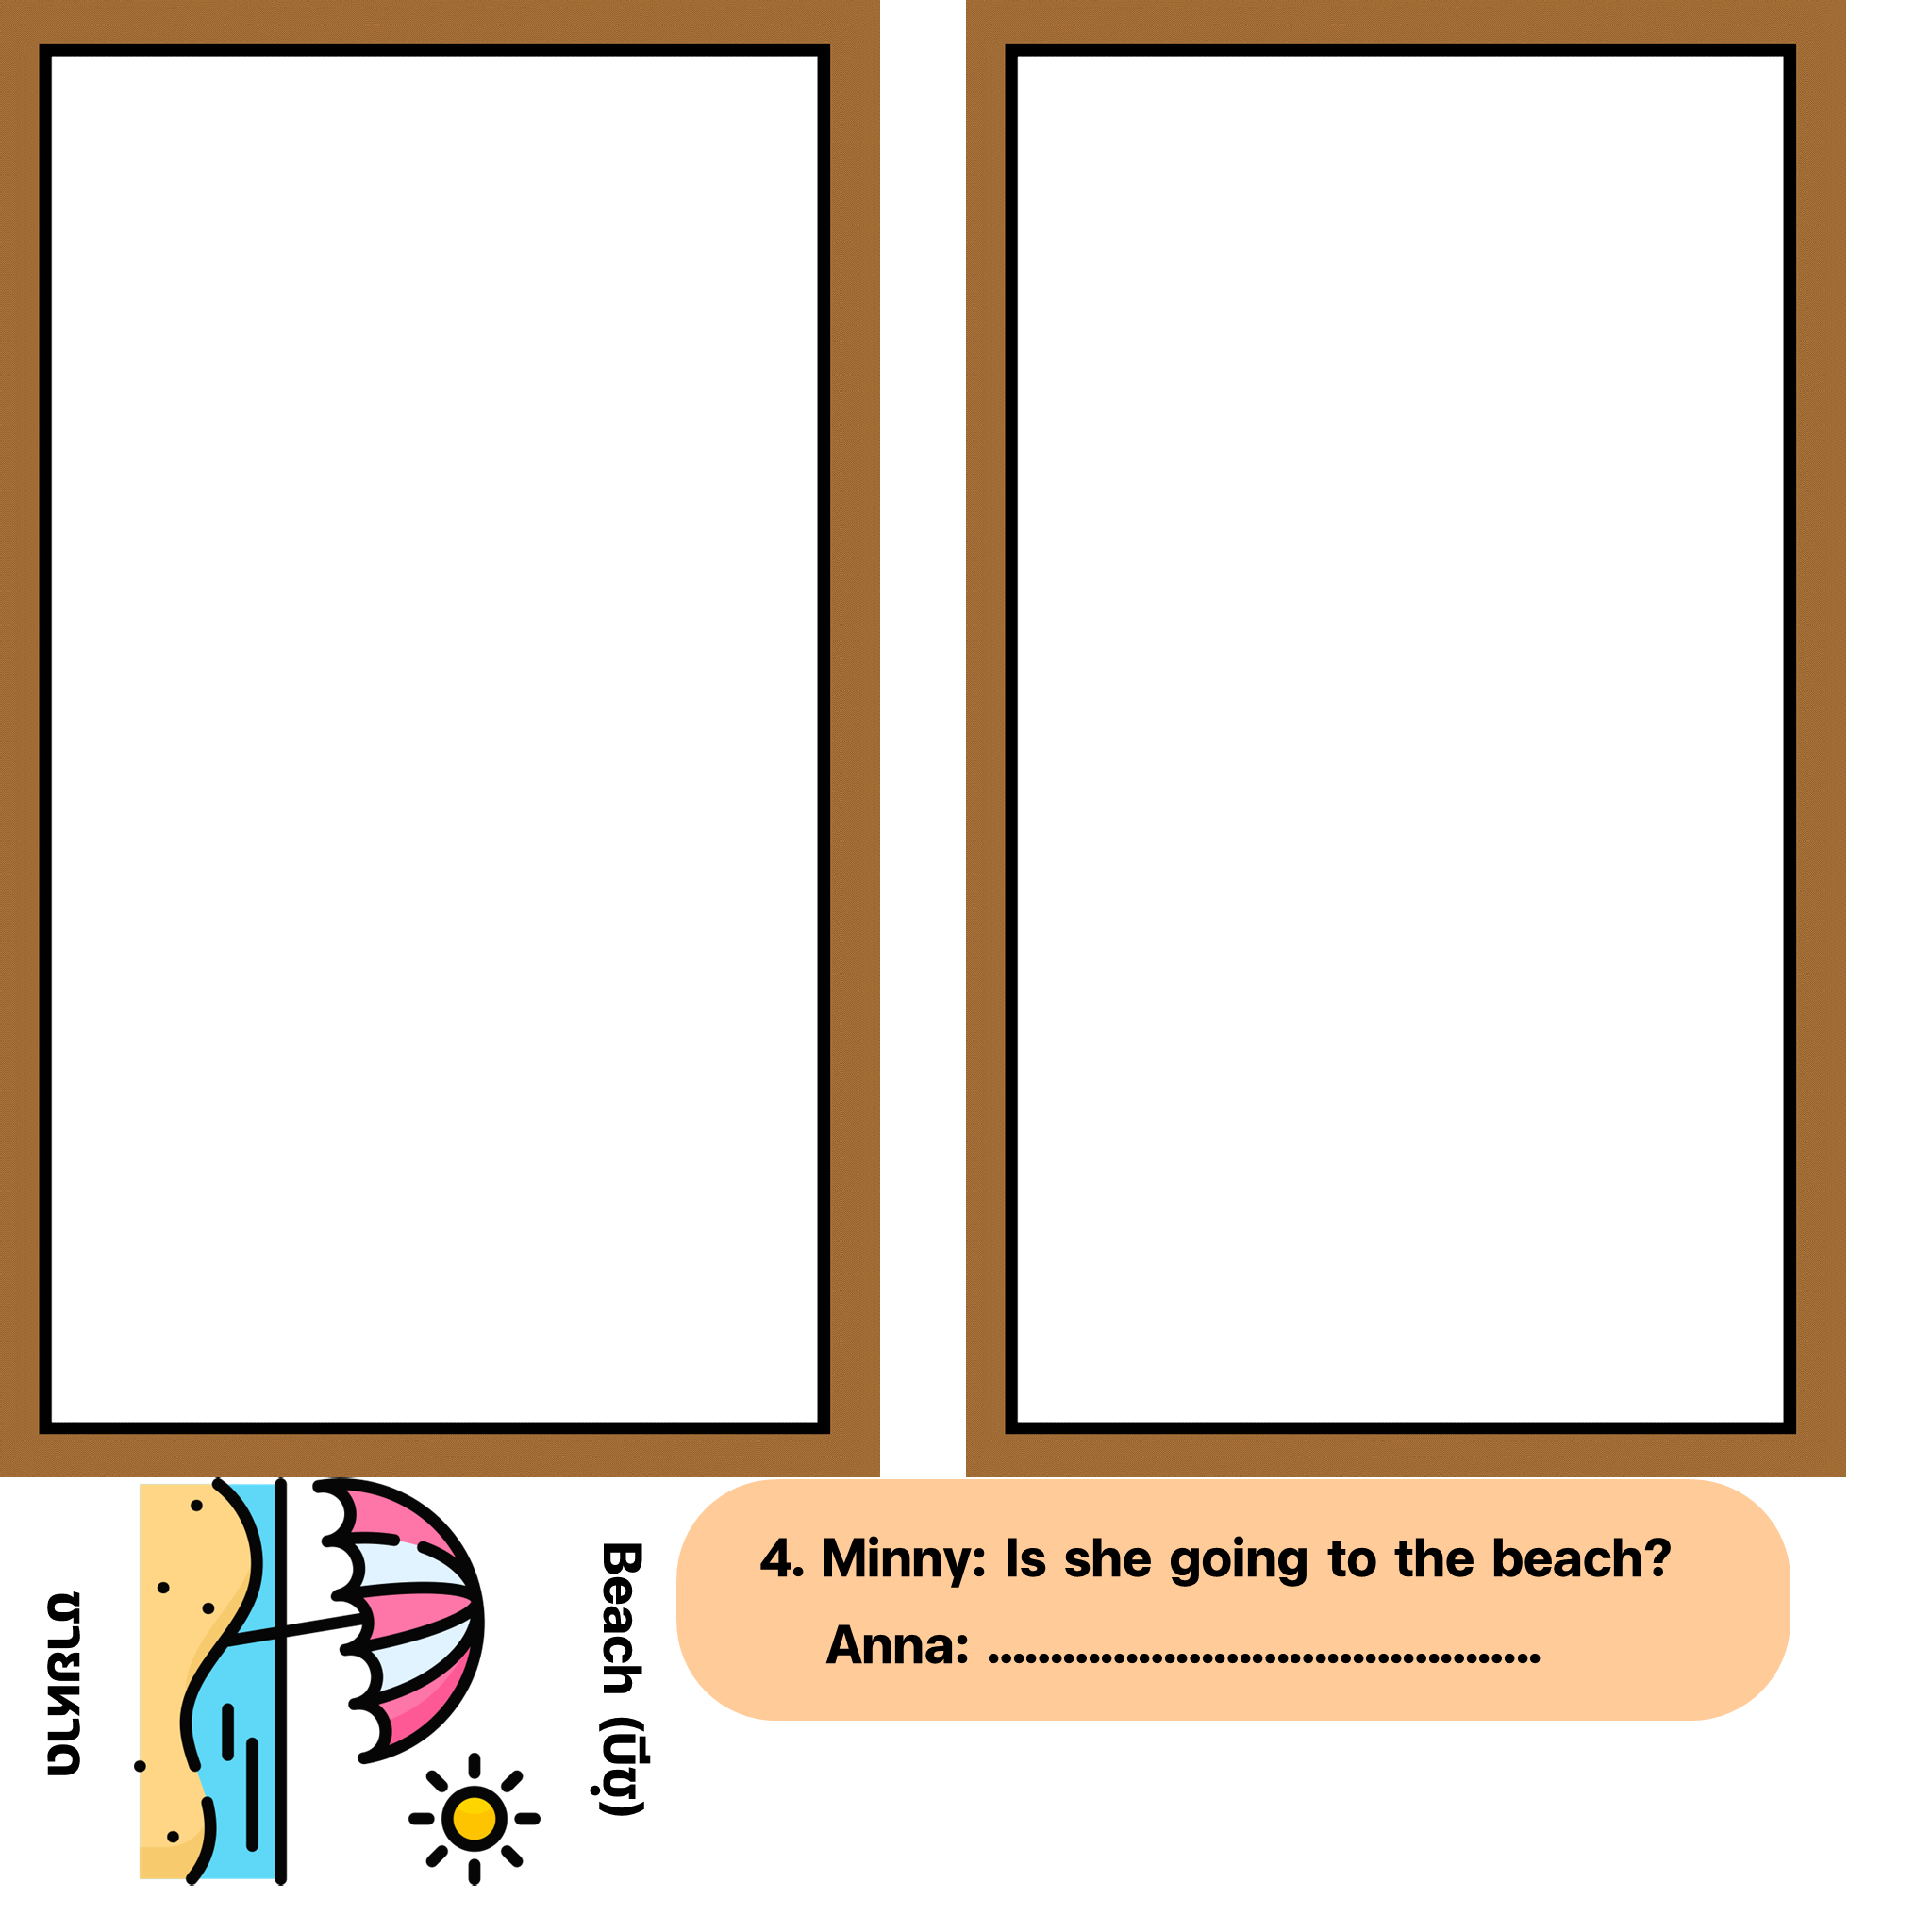 Beach (บีชฺ)
ชายหาด
4. Minny: Is she going to the beach?
Anna: ............................................